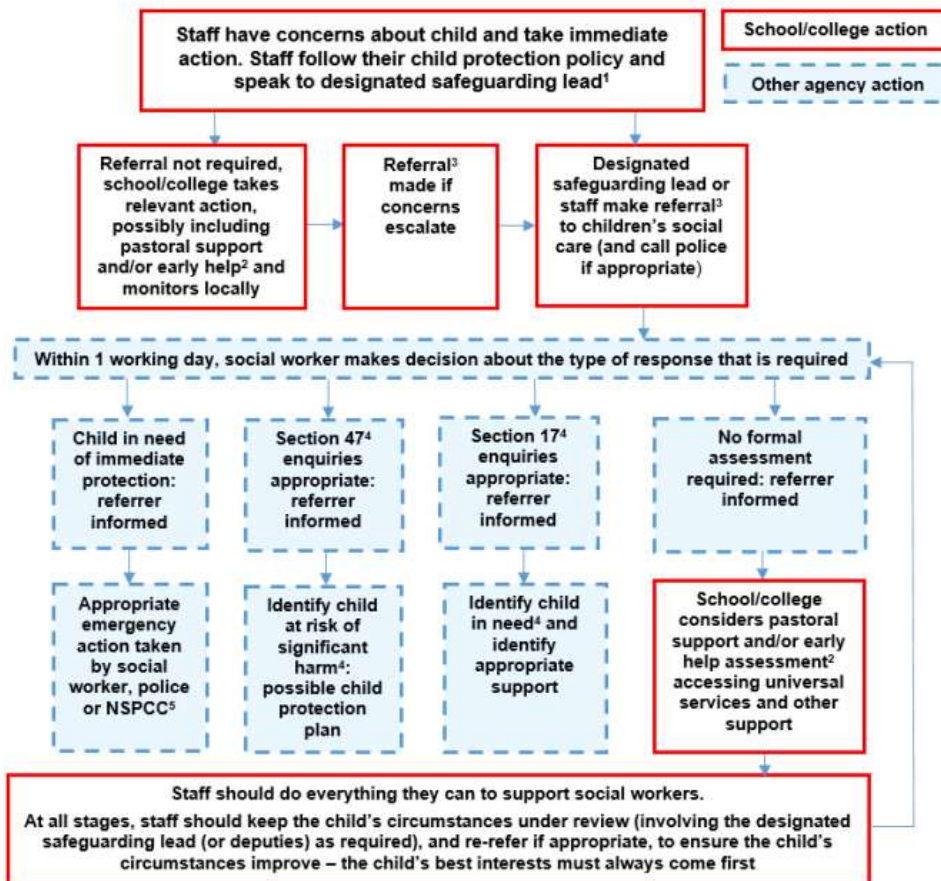 Staff have concerns about child and take immediate
action. Staff follow their child protection policy and
speak to designated safeguarding lead¹
School/college action
Other agency action
Referral not required,
school/college takes
relevant action,
possibly including
pastoral support
and/or early help² and
monitors locally
Referral³
made if
concerns
escalate
Designated
safeguarding lead or
staff make referral³
to children's social
care (and call police
if appropriate)
Within 1 working day, social worker makes decision about the type of response that is required
Child in need
of immediate
protection:
referrer
informed
Section 47⁴
enquiries
appropriate:
referrer
informed
Section 17⁴
enquiries
appropriate:
referrer
informed
No formal
assessment
required: referrer
informed
Appropriate
emergency
action taken
by social
worker, police
or NSPCC⁵
Identify child
at risk of
significant
harm⁴:
possible child
protection
plan
Identify child
in need⁴ and
identify
appropriate
support
School/college
considers pastoral
support and/or early
help assessment²
accessing universal
services and other
support
Staff should do everything they can to support social workers.
At all stages, staff should keep the child's circumstances under review (involving the designated
safeguarding lead (or deputies) as required), and re-refer if appropriate, to ensure the child's
circumstances improve – the child's best interests must always come first